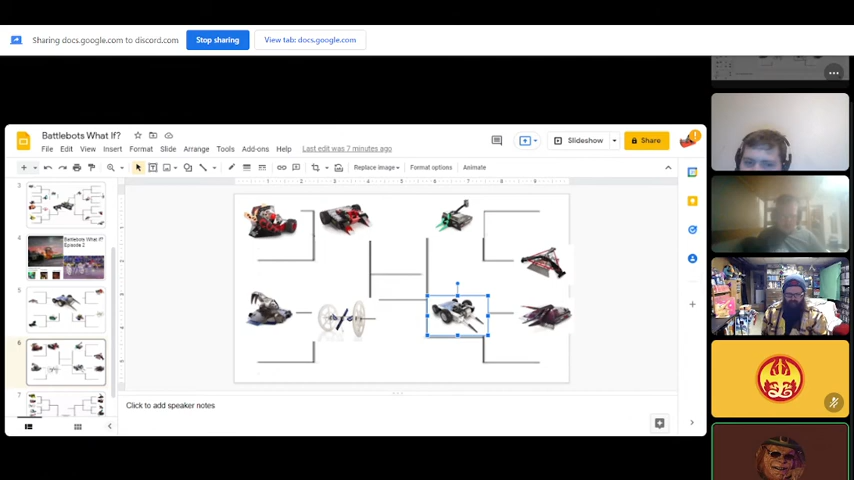 Sharing docs.google.com to discord.com Stop sharing View tab: docs.google.com
Battlebots What If?
File Edit View Insert Format Slide Arrange Tools Add-ons Help Last edit was 7 minutes ago
Slideshow Share
Replace image Format options Animate
3
4
Battlebots What If?
Episode 2
5
6
7
Click to add speaker notes